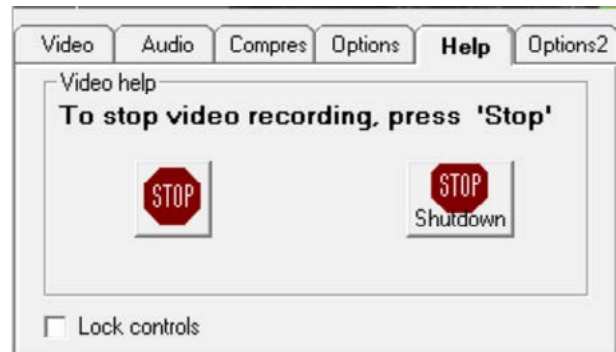 Video Audio Compres Options Help Options2
Video help
To stop video recording, press 'Stop'
STOP STOP
Shutdown
Lock controls